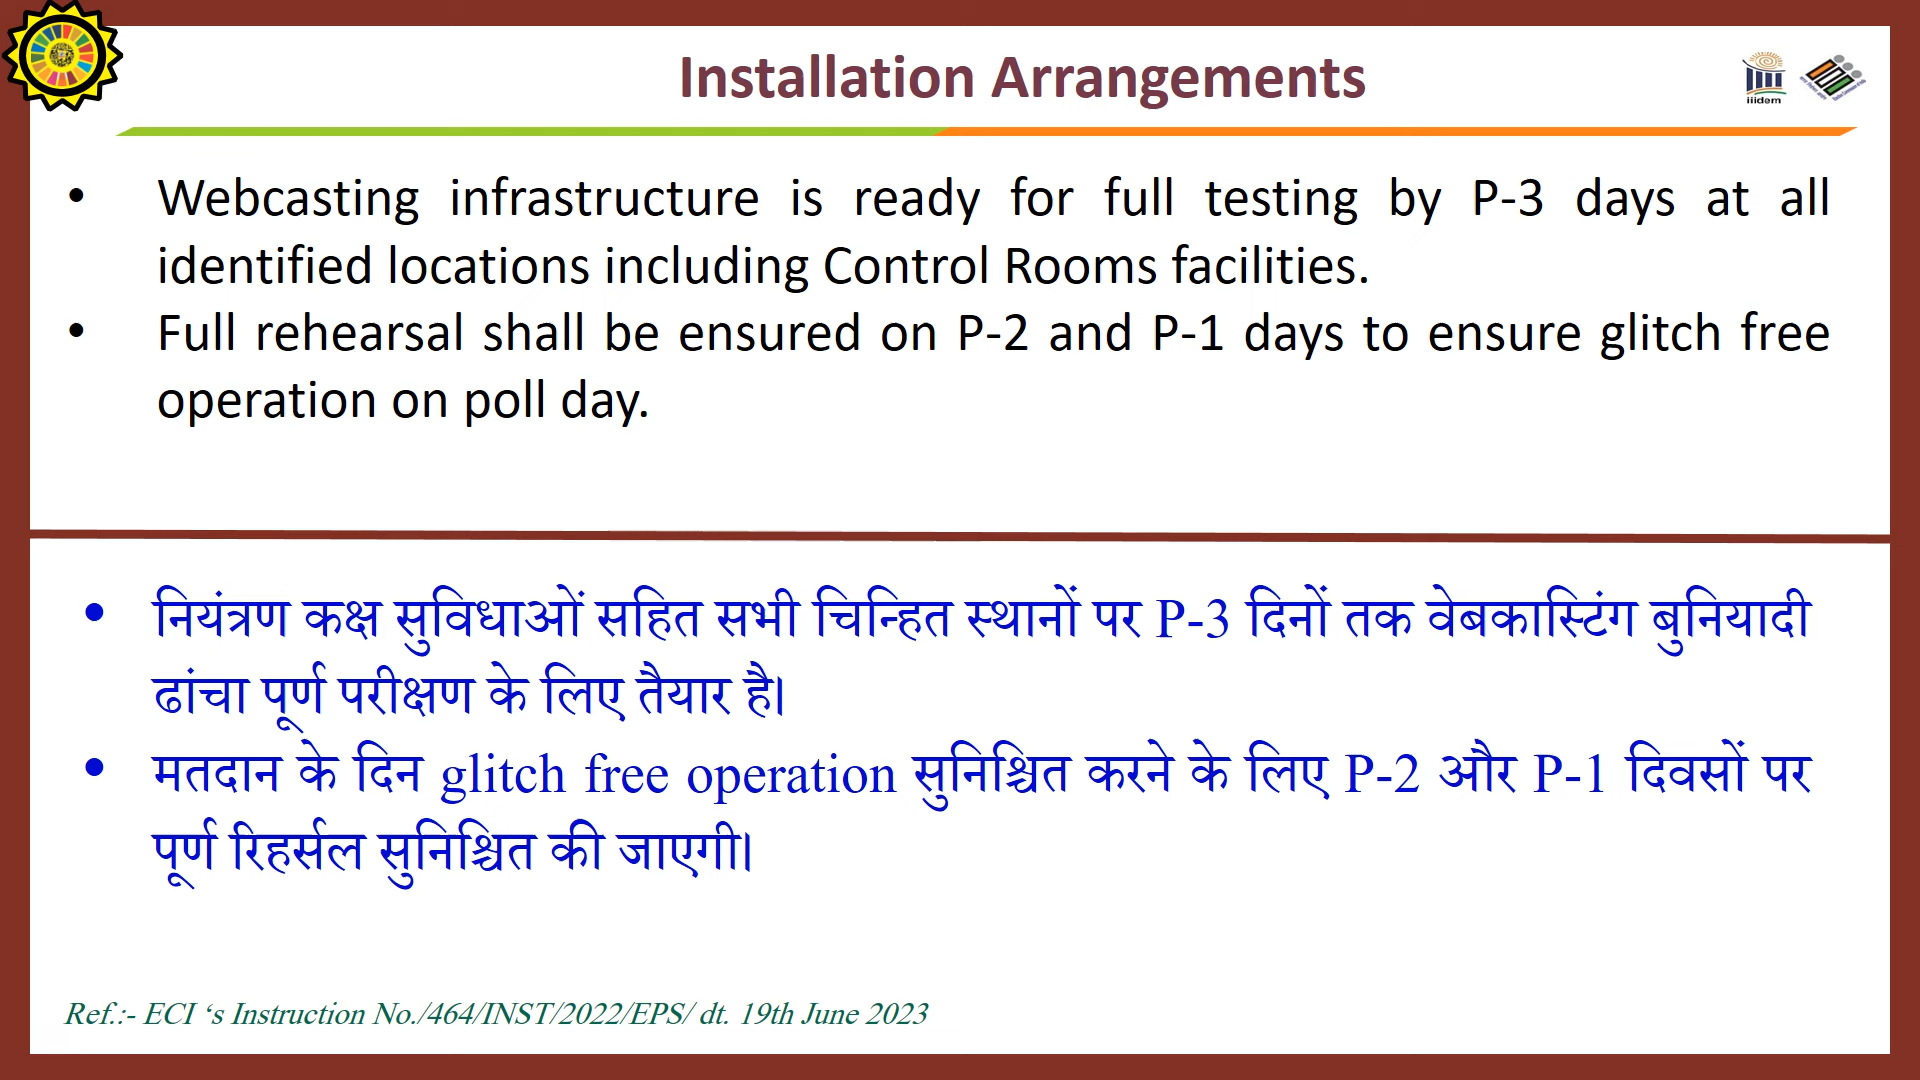 Installation Arrangements
iiidem
• Webcasting infrastructure is ready for full testing by P-3 days at all
identified locations including Control Rooms facilities.
• Full rehearsal shall be ensured on P-2 and P-1 days to ensure glitch free
operation on poll day.
• नियंत्रण कक्ष सुविधाओं सहित सभी चिन्हित स्थानों पर P-3 दिनों तक वेबकास्टिंग बुनियादी
ढांचा पूर्ण परीक्षण के लिए तैयार है।
• मतदान के दिन glitch free operation सुनिश्चित करने के लिए P-2 और P-1 दिवसों पर
पूर्ण रिहर्सल सुनिश्चित की जाएगी।
Ref.:- ECI ‘s Instruction No./464/INST/2022/EPS/ dt. 19th June 2023